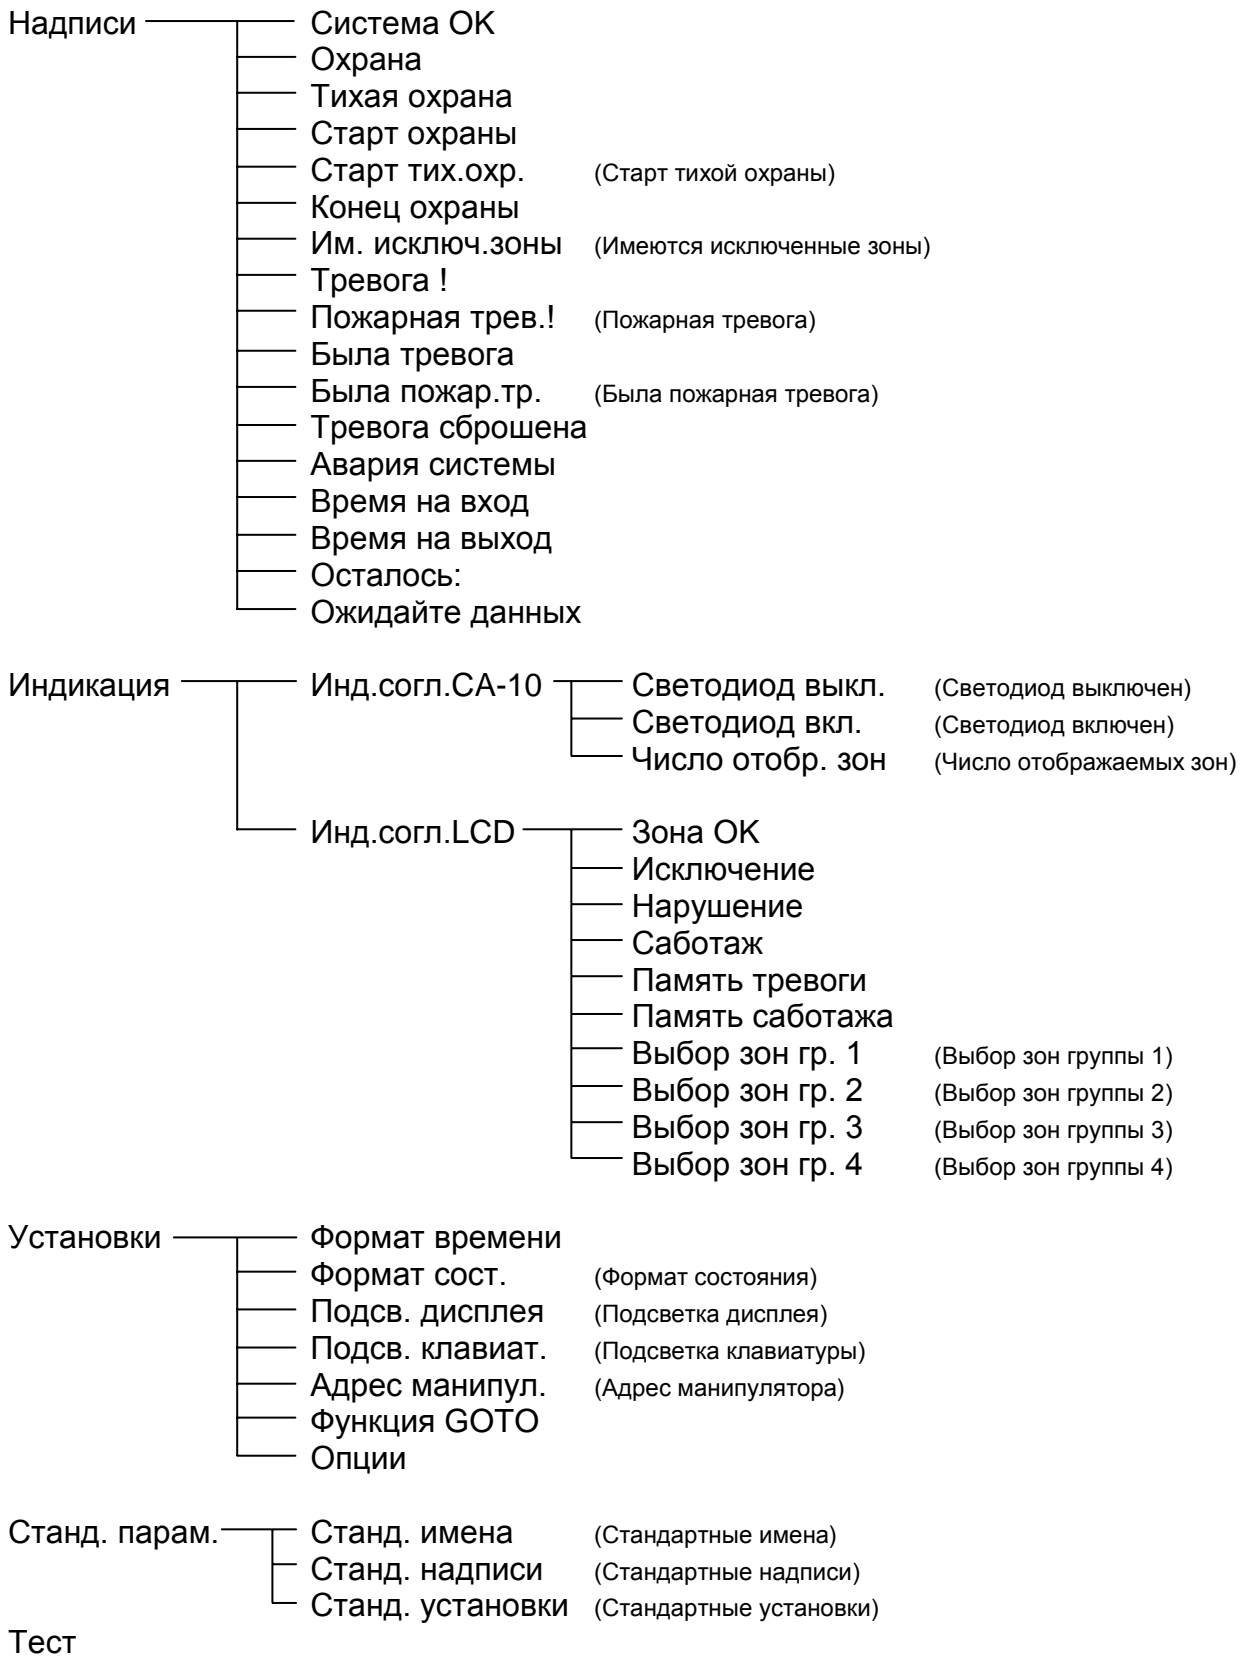 Надписи Система OK
Охрана
Тихая охрана
Старт охраны
Старт тих.охр. (Старт тихой охраны)
Конец охраны
Им. исключ.зоны (Имеются исключенные зоны)
Тревога !
Пожарная трев.! (Пожарная тревога)
Была тревога
Была пожар.тр. (Была пожарная тревога)
Тревога сброшена
Авария системы
Время на вход
Время на выход
Осталось:
Ожидайте данных
Индикация Инд.согл.CA-10 Светодиод выкл. (Светодиод выключен)
Светодиод вкл. (Светодиод включен)
Число отобр. зон (Число отображаемых зон)
Инд.согл.LCD Зона OK
Исключение
Нарушение
Саботаж
Память тревоги
Память саботажа
Выбор зон гр. 1 (Выбор зон группы 1)
Выбор зон гр. 2 (Выбор зон группы 2)
Выбор зон гр. 3 (Выбор зон группы 3)
Выбор зон гр. 4 (Выбор зон группы 4)
Установки Формат времени
Формат сост. (Формат состояния)
Подсв. дисплея (Подсветка дисплея)
Подсв. клавиат. (Подсветка клавиатуры)
Адрес манипул. (Адрес манипулятора)
Функция GOTO
Опции
Станд. парам. Станд. имена (Стандартные имена)
Станд. надписи (Стандартные надписи)
Станд. установки (Стандартные установки)
Тест